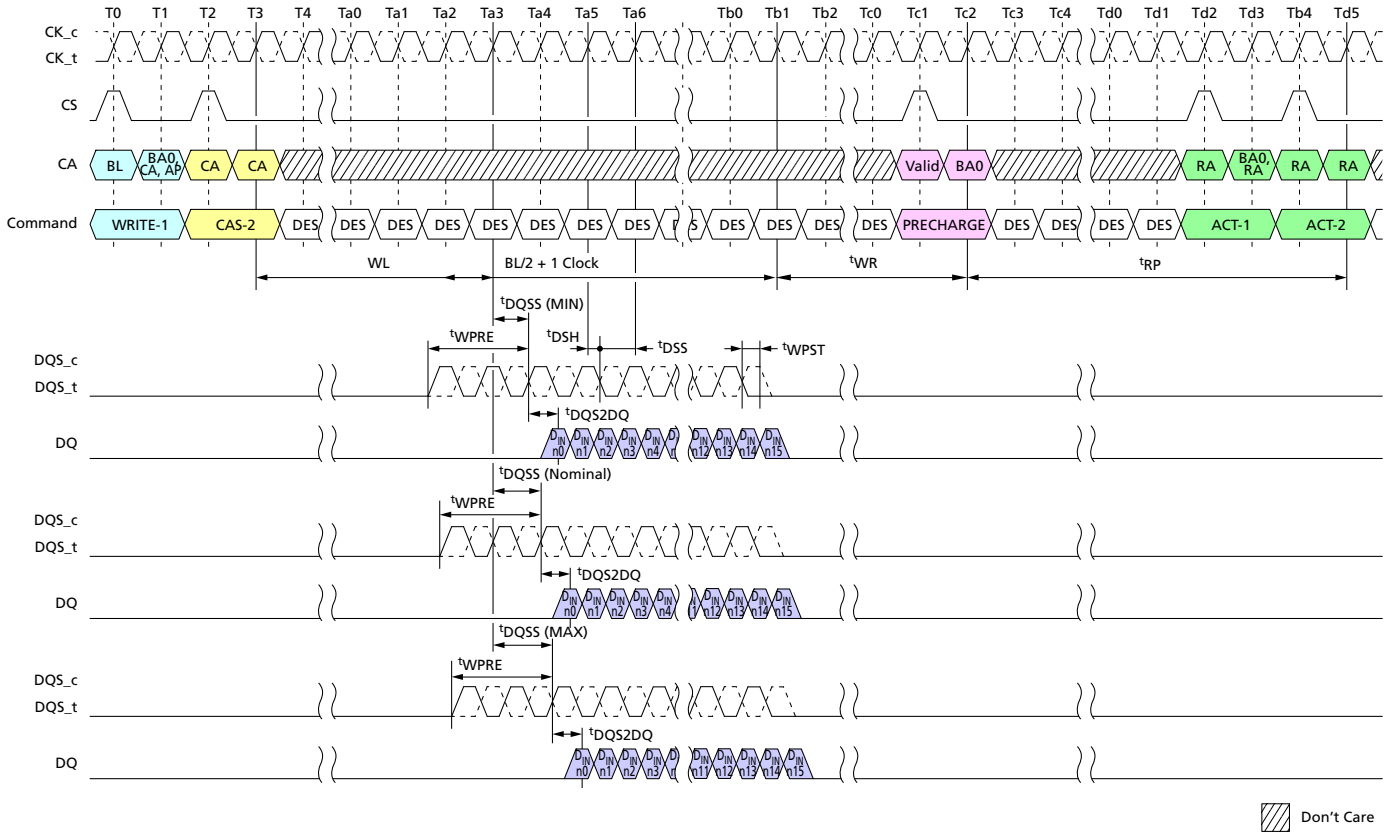 T0 T1 T2 T3 T4 Ta0 Ta1 Ta2 Ta3 Ta4 Ta5 Ta6 Tb0 Tb1 Tb2 Tc0 Tc1 Tc2 Tc3 Tc4 Td0 Td1 Td2 Td3 Tb4 Td5
CK_c
CK_t
CS
CA BL BA0, CA, AP CA CA Valid BA0 RA BA0, RA RA RA
Command WRITE-1 CAS-2 DES DES DES DES DES DES DES DES DES DES DES DES PRECHARGE DES DES DES DES ACT-1 ACT-2
WL BL/2 + 1 Clock tWR tRP
tDQSS (MIN)
tWPRE tDSH tDSS tWPST
DQS_c
DQS_t
tDQS2DQ
DQ DIN n0 DIN n1 DIN n2 DIN n3 DIN n4 DIN n12 DIN n13 DIN n14 DIN n15
tDQSS (Nominal)
tWPRE
DQS_c
DQS_t
tDQS2DQ
DQ DIN n0 DIN n1 DIN n2 DIN n3 DIN n4 DIN n12 DIN n13 DIN n14 DIN n15
tDQSS (MAX)
tWPRE
DQS_c
DQS_t
tDQS2DQ
DQ DIN n0 DIN n1 DIN n2 DIN n3 DIN n11 DIN n12 DIN n13 DIN n14 DIN n15
Don't Care